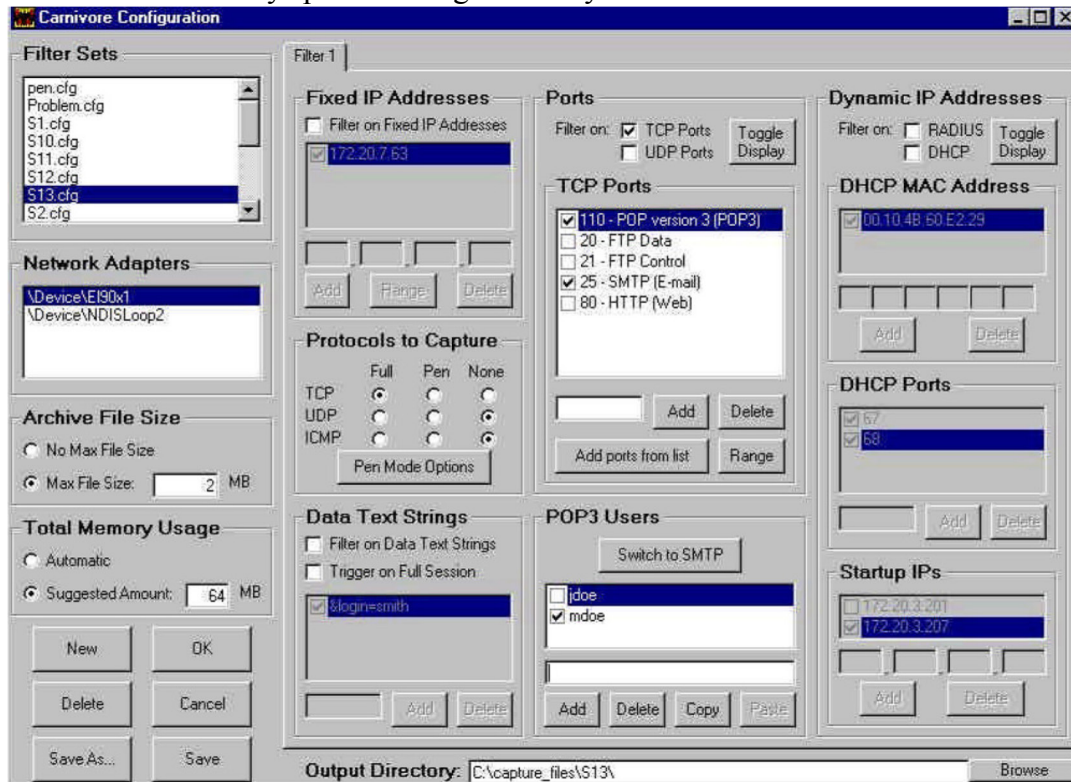 Carnivore Configuration
Filter Sets
pen.cfg
Problem.cfg
S1.cfg
S10.cfg
S11.cfg
S12.cfg
S13.cfg
S2.cfg
Network Adapters
\Device\El90x1
\Device\NDISLoop2
Archive File Size
No Max File Size
Max File Size: 2 MB
Total Memory Usage
Automatic
Suggested Amount: 64 MB
New OK
Delete Cancel
Save As... Save
Filter 1
Fixed IP Addresses
Filter on Fixed IP Addresses
172.20.7.63
Add Range Delete
Protocols to Capture
Full Pen None
TCP
UDP
ICMP
Pen Mode Options
Data Text Strings
Filter on Data Text Strings
Trigger on Full Session
&login=smith
Add Delete
Ports
Filter on: TCP Ports
UDP Ports
Toggle
Display
TCP Ports
110 - POP version 3 (POP3)
20 - FTP Data
21 - FTP Control
25 - SMTP (E-mail)
80 - HTTP (Web)
Add Delete
Add ports from list Range
POP3 Users
Switch to SMTP
jdoe
mdoe
Add Delete Copy Paste
Dynamic IP Addresses
Filter on: RADIUS
DHCP
Toggle
Display
DHCP MAC Address
00.10.4B.60.E2.29
Add Delete
DHCP Ports
67
68
Add Delete
Startup IPs
172.20.3.201
172.20.3.207
Add Delete
Output Directory: C:\capture_files\S13\ Browse